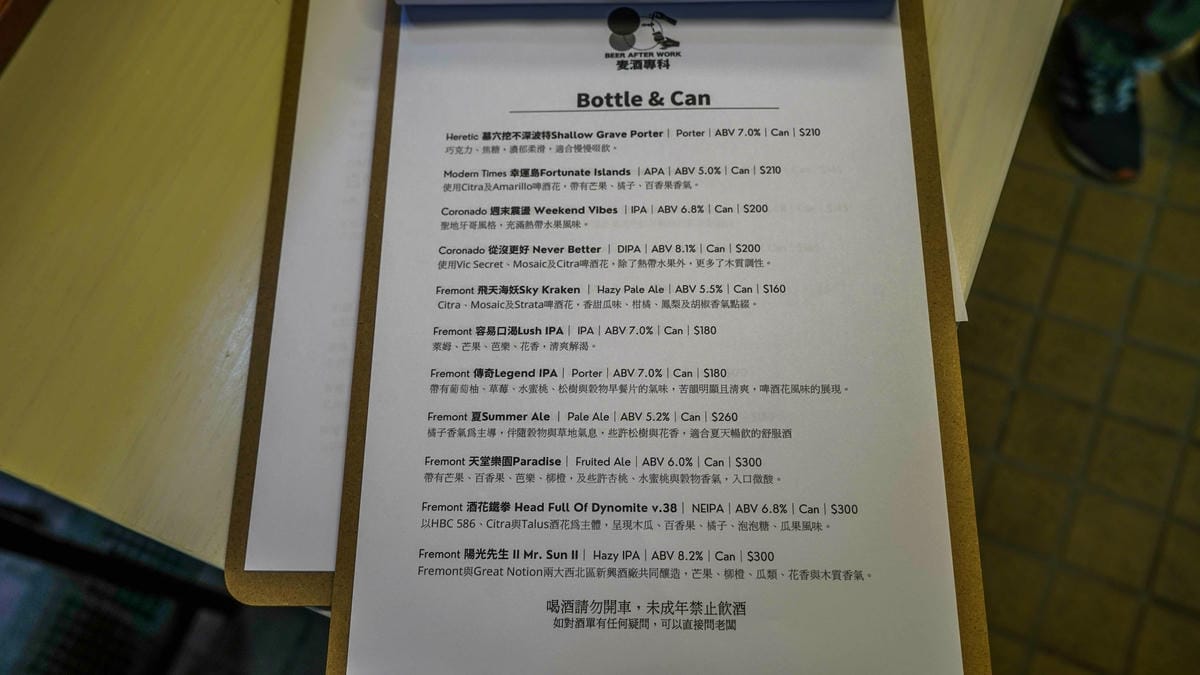 BEER AFTER WORK
麦酒專科
Bottle & Can
Heretic 墓穴挖不深波特Shallow Grave Porter｜Porter｜ABV 7.0%｜Can｜$210
巧克力、焦糖，濃郁柔滑，適合慢慢啜飲。
Modern Times 幸運島Fortunate Islands｜APA｜ABV 5.0%｜Can｜$210
使用Citra及Amarillo啤酒花，帶有芒果、橘子、百香果香氣。
Coronado 週末震盪 Weekend Vibes｜IPA｜ABV 6.8%｜Can｜$200
聖地牙哥風格，充滿熱帶水果風味。
Coronado 從沒更好 Never Better｜DIPA｜ABV 8.1%｜Can｜$200
使用Vic Secret、Mosaic及Citra啤酒花，除了熱帶水果外，更多了木質調性。
Fremont 飛天海妖Sky Kraken｜Hazy Pale Ale｜ABV 5.5%｜Can｜$160
Citra、Mosaic及Strata啤酒花，香甜瓜味、柑橘、鳳梨及胡椒香氣點綴。
Fremont 容易口渴Lush IPA｜IPA｜ABV 7.0%｜Can｜$180
萊姆、芒果、芭樂、花香，清爽解渴。
Fremont 傳奇Legend IPA｜Porter｜ABV 7.0%｜Can｜$180
帶有葡萄柚、草莓、水蜜桃、松樹與穀物早餐片的氣味，苦韻明顯且清爽，啤酒花風味的展現。
Fremont 夏Summer Ale｜Pale Ale｜ABV 5.2%｜Can｜$260
橘子香氣為主導，伴隨穀物與草地氣息，些許松樹與花香，適合夏天暢飲的舒服酒
Fremont 天堂樂園Paradise｜Fruited Ale｜ABV 6.0%｜Can｜$300
帶有芒果、百香果、芭樂、柳橙，及些許杏桃、水蜜桃與穀物香氣，入口微酸。
Fremont 酒花鐵拳 Head Full Of Dynomite v.38｜NEIPA｜ABV 6.8%｜Can｜$300
以HBC 586、Citra與Talus酒花為主體，呈現木瓜、百香果、橘子、泡泡糖、瓜果風味。
Fremont 陽光先生 II Mr. Sun II｜Hazy IPA｜ABV 8.2%｜Can｜$300
Fremont與Great Notion兩大西北區新興酒廠共同釀造，芒果、柳橙、瓜類、花香與木質香氣。
喝酒請勿開車，未成年禁止飲酒
如對酒單有任何疑問，可以直接問老闆